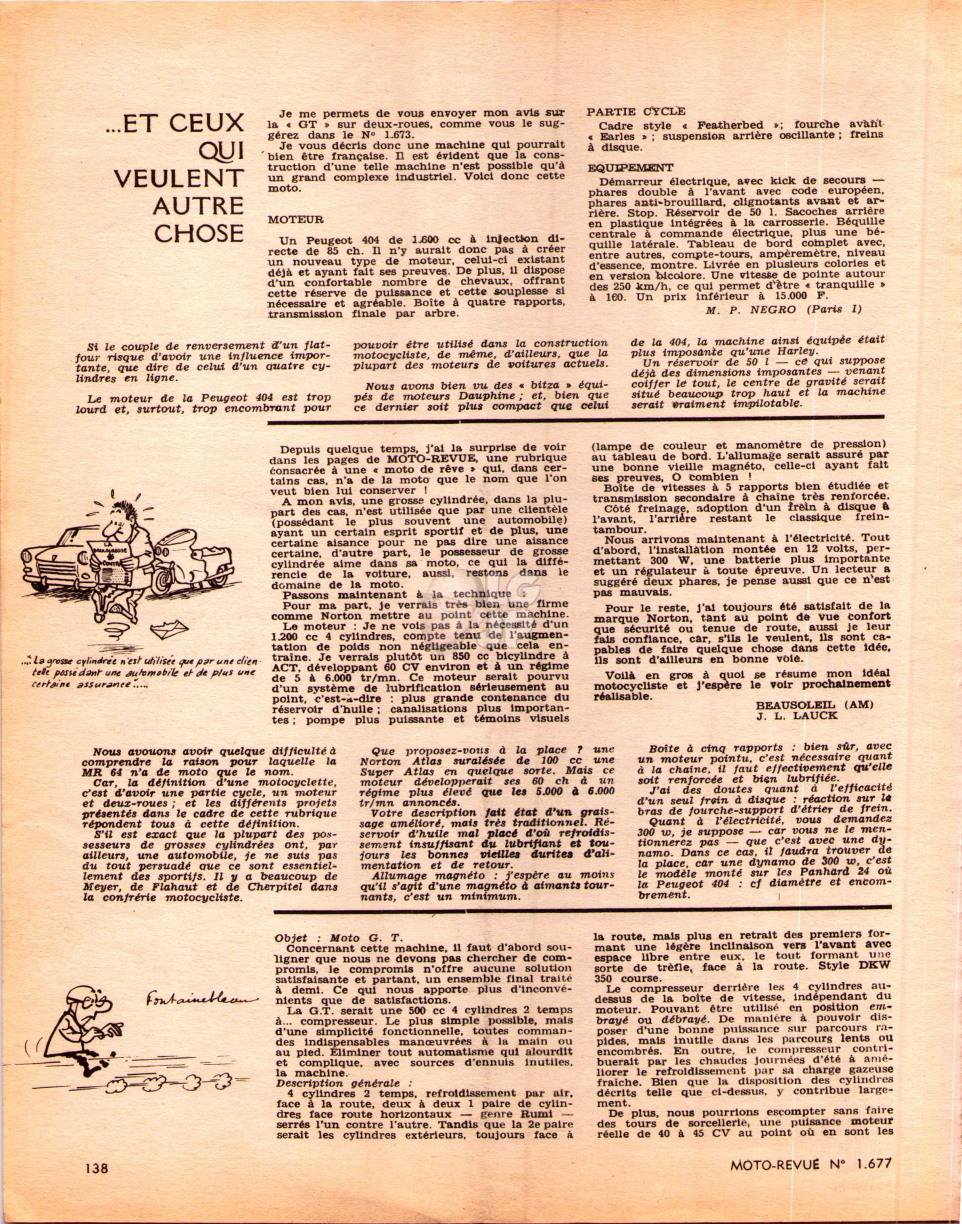 ...ET CEUX
QUI
VEULENT
AUTRE
CHOSE
Je me permets de vous envoyer mon avis sur
la « GT » sur deux-roues, comme vous le sug-
gérez dans le N° 1.673.
Je vous décris donc une machine qui pourrait
bien être française. Il est évident que la cons-
truction d'une telle machine n'est possible qu'à
un grand complexe industriel. Voici donc cette
moto.
MOTEUR
Un Peugeot 404 de 1.600 cc à injection di-
recte de 85 ch. Il n'y aurait donc pas à créer
un nouveau type de moteur, celui-ci existant
déjà et ayant fait ses preuves. De plus, il dispose
d'un confortable nombre de chevaux, offrant
cette réserve de puissance et cette souplesse si
nécessaire et agréable. Boîte à quatre rapports,
transmission finale par arbre.
PARTIE CYCLE
Cadre style « Featherbed »; fourche avant
« Earles » ; suspension arrière oscillante ; freins
à disque.
EQUIPEMENT
Démarreur électrique, avec kick de secours —
phares double à l'avant avec code européen,
phares anti-brouillard, clignotants avant et ar-
rière. Stop. Réservoir de 50 l. Sacoches arrière
en plastique intégrées à la carrosserie. Béquille
centrale à commande électrique, plus une bé-
quille latérale. Tableau de bord complet avec,
entre autres, compte-tours, ampèremètre, niveau
d'essence, montre. Livrée en plusieurs colories et
en version bicolore. Une vitesse de pointe autour
des 250 km/h, ce qui permet d'être « tranquille »
à 160. Un prix inférieur à 15.000 F.
M. P. NEGRO (Paris I)
Si le couple de renversement d'un flat-
four risque d'avoir une influence impor-
tante, que dire de celui d'un quatre cy-
lindres en ligne.
Le moteur de la Peugeot 404 est trop
lourd et, surtout, trop encombrant pour
pouvoir être utilisé dans la construction
motocycliste, de même, d'ailleurs, que la
plupart des moteurs de voitures actuels.
Nous avons bien vu des « bitza » équi-
pés de moteurs Dauphine ; et, bien que
ce dernier soit plus compact que celui
de la 404, la machine ainsi équipée était
plus imposante qu'une Harley.
Un réservoir de 50 l — ce qui suppose
déjà des dimensions imposantes — venant
coiffer le tout, le centre de gravité serait
situé beaucoup trop haut et la machine
serait vraiment impilotable.
..." La grosse cylindrée n'est utilisée que par une clien
telle possédant une automobile et de plus une
certaine assurance"....
Depuis quelque temps, j'ai la surprise de voir
dans les pages de MOTO-REVUE, une rubrique
consacrée à une « moto de rêve » qui, dans cer-
tains cas, n'a de moto que le nom que l'on
veut bien lui conserver !
A mon avis, une grosse cylindrée, dans la plu-
part des cas, n'est utilisée que par une clientèle
(possédant le plus souvent une automobile)
ayant un certain esprit sportif et de plus, une
certaine aisance pour ne pas dire une aisance
certaine, d'autre part, le possesseur de grosse
cylindrée aime dans sa moto, ce qui la diffé-
rencie de la voiture, aussi, restons dans le
domaine de la moto.
Passons maintenant à la technique :
Pour ma part, je verrais très bien une firme
comme Norton mettre au point cette machine.
Le moteur : Je ne vois pas à la nécessité d'un
1.200 cc 4 cylindres, compte tenu de l'augmen-
tation de poids non négligeable que cela en-
traîne. Je verrais plutôt un 850 cc bicylindre à
ACT, développant 60 CV environ et à un régime
de 5 à 6.000 tr/mn. Ce moteur serait pourvu
d'un système de lubrification sérieusement au
point, c'est-à-dire : plus grande contenance du
réservoir d'huile ; canalisations plus importan-
tes ; pompe plus puissante et témoins visuels
(lampe de couleur et manomètre de pression)
au tableau de bord. L'allumage serait assuré par
une bonne vieille magnéto, celle-ci ayant fait
ses preuves, O combien !
Boîte de vitesses à 5 rapports bien étudiée et
transmission secondaire à chaîne très renforcée.
Côté freinage, adoption d'un frein à disque à
l'avant, l'arrière restant le classique frein-
tambour.
Nous arrivons maintenant à l'électricité. Tout
d'abord, l'installation montée en 12 volts, per-
mettant 300 W, une batterie plus importante
et un régulateur à toute épreuve. Un lecteur a
suggéré deux phares, je pense aussi que ce n'est
pas mauvais.
Pour le reste, j'ai toujours été satisfait de la
marque Norton, tant au point de vue confort
que sécurité ou tenue de route, aussi je leur
fais confiance, car, s'ils le veulent, ils sont ca-
pables de faire quelque chose dans cette idée,
ils sont d'ailleurs en bonne voie.
Voilà en gros à quoi se résume mon idéal
motocycliste et j'espère le voir prochainement
réalisable.
BEAUSOLEIL (AM)
J. L. LAUCK
Nous avouons avoir quelque difficulté à
comprendre la raison pour laquelle la
MR 64 n'a de moto que le nom.
Car, la définition d'une motocyclette,
c'est d'avoir une partie cycle, un moteur
et deux-roues ; et les différents projets
présentés dans le cadre de cette rubrique
répondent tous à cette définition.
S'il est exact que la plupart des pos-
sesseurs de grosses cylindrées ont, par
ailleurs, une automobile, je ne suis pas
du tout persuadé que ce sont essentiel-
lement des sportifs. Il y a beaucoup de
Meyer, de Flahaut et de Cherpitel dans
la confrérie motocycliste.
Que proposez-vous à la place ? une
Norton Atlas suralésée de 100 cc une
Super Atlas en quelque sorte. Mais ce
moteur développerait ses 60 ch à un
régime plus élevé que les 5.000 à 6.000
tr/mn annoncés.
Votre description fait état d'un grais-
sage amélioré, mais très traditionnel. Ré-
servoir d'huile mal placé d'où refroidis-
sement insuffisant du lubrifiant et tou-
jours les bonnes vieilles durites d'ali-
mentation et de retour.
Allumage magnéto : j'espère au moins
qu'il s'agit d'une magnéto à aimants tour-
nants, c'est un minimum.
Boîte à cinq rapports : bien sûr, avec
un moteur pointu, c'est nécessaire quant
à la chaine, il faut effectivement qu'elle
soit renforcée et bien lubrifiée.
J'ai des doutes quant à l'efficacité
d'un seul frein à disque : réaction sur le
bras de fourche-support d'étrier de frein.
Quant à l'électricité, vous demandez
300 w, je suppose — car vous ne le men-
tionnerez pas — que c'est avec une dy-
namo. Dans ce cas, il faudra trouver de
la place, car une dynamo de 300 w, c'est
le modèle monté sur les Panhard 24 où
la Peugeot 404 : cf diamètre et encom-
brement.
Fontainebleau
Objet : Moto G. T.
Concernant cette machine, il faut d'abord sou-
ligner que nous ne devons pas chercher de com-
promis, le compromis n'offre aucune solution
satisfaisante et partant, un ensemble final traité
à demi. Ce qui nous apporte plus d'inconvé-
nients que de satisfactions.
La G.T. serait une 500 cc 4 cylindres 2 temps
à... compresseur. Le plus simple possible, mais
d'une simplicité fonctionnelle, toutes comman-
des indispensables manœuvrées à la main ou
au pied. Éliminer tout automatisme qui alourdit
et complique, avec sources d'ennuis inutiles,
la machine.
Description générale :
4 cylindres 2 temps, refroidissement par air,
face à la route, deux à deux 1 paire de cylin-
dres face route horizontaux — genre Rumi —
serrés l'un contre l'autre. Tandis que la 2e paire
serait les cylindres extérieurs, toujours face à
la route, mais plus en retrait des premiers for-
mant une légère inclinaison vers l'avant avec
espace libre entre eux, le tout formant une
sorte de trèfle, face à la route. Style DKW
350 course.
Le compresseur derrière les 4 cylindres au-
dessus de la boîte de vitesse, indépendant du
moteur. Pouvant être utilisé en position em-
brayé ou débrayé. De manière à pouvoir dis-
poser d'une bonne puissance sur parcours ra-
pides, mais inutile dans les parcours lents ou
encombrés. En outre, le compresseur contri-
buerait par les chaudes journées d'été à amé-
liorer le refroidissement par sa charge gazeuse
fraîche. Bien que la disposition des cylindres
décrits telle que ci-dessus, y contribue large-
ment.
De plus, nous pourrions escompter sans faire
des tours de sorcellerie, une puisance moteur
réelle de 40 à 45 CV au point où en sont les
138
MOTO-REVUE N° 1.677